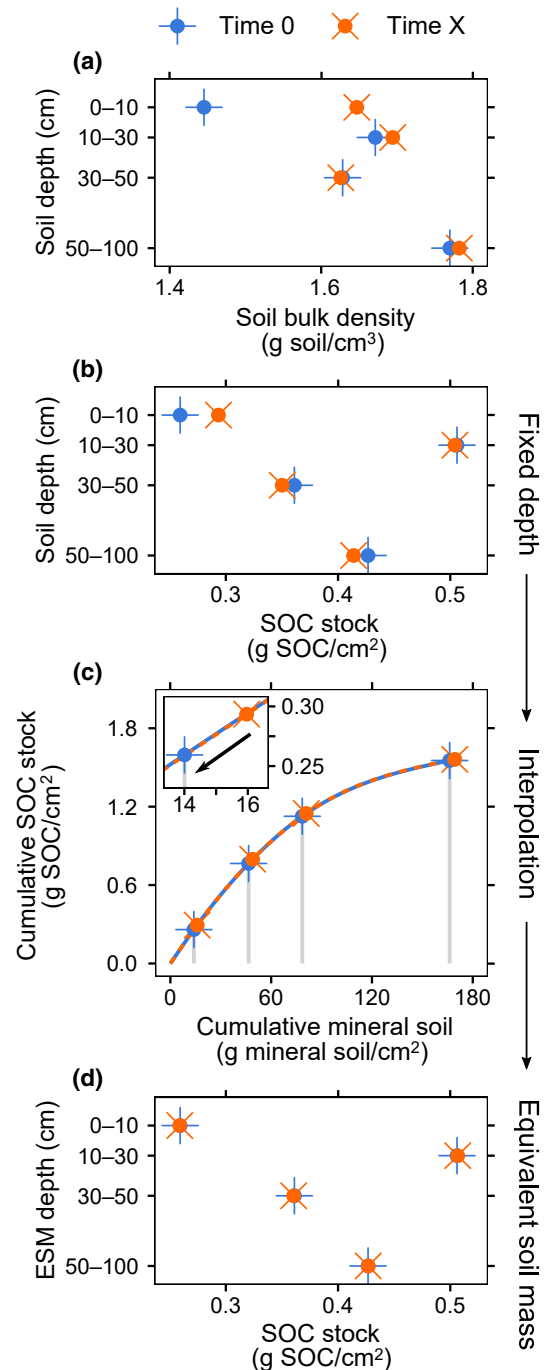 Time 0 Time X
(a)
Soil depth (cm)
0–10
10–30
30–50
50–100
1.4 1.6 1.8
Soil bulk density
(g soil/cm³)
(b)
Soil depth (cm)
0–10
10–30
30–50
50–100
0.3 0.4 0.5
SOC stock
(g SOC/cm²)
Fixed depth
(c)
Cumulative SOC stock
(g SOC/cm²)
1.8
1.2
0.6
0.0
0.30
0.25
14 16
0 60 120 180
Cumulative mineral soil
(g mineral soil/cm²)
Interpolation
(d)
ESM depth (cm)
0–10
10–30
30–50
50–100
0.3 0.4 0.5
SOC stock
(g SOC/cm²)
Equivalent soil mass